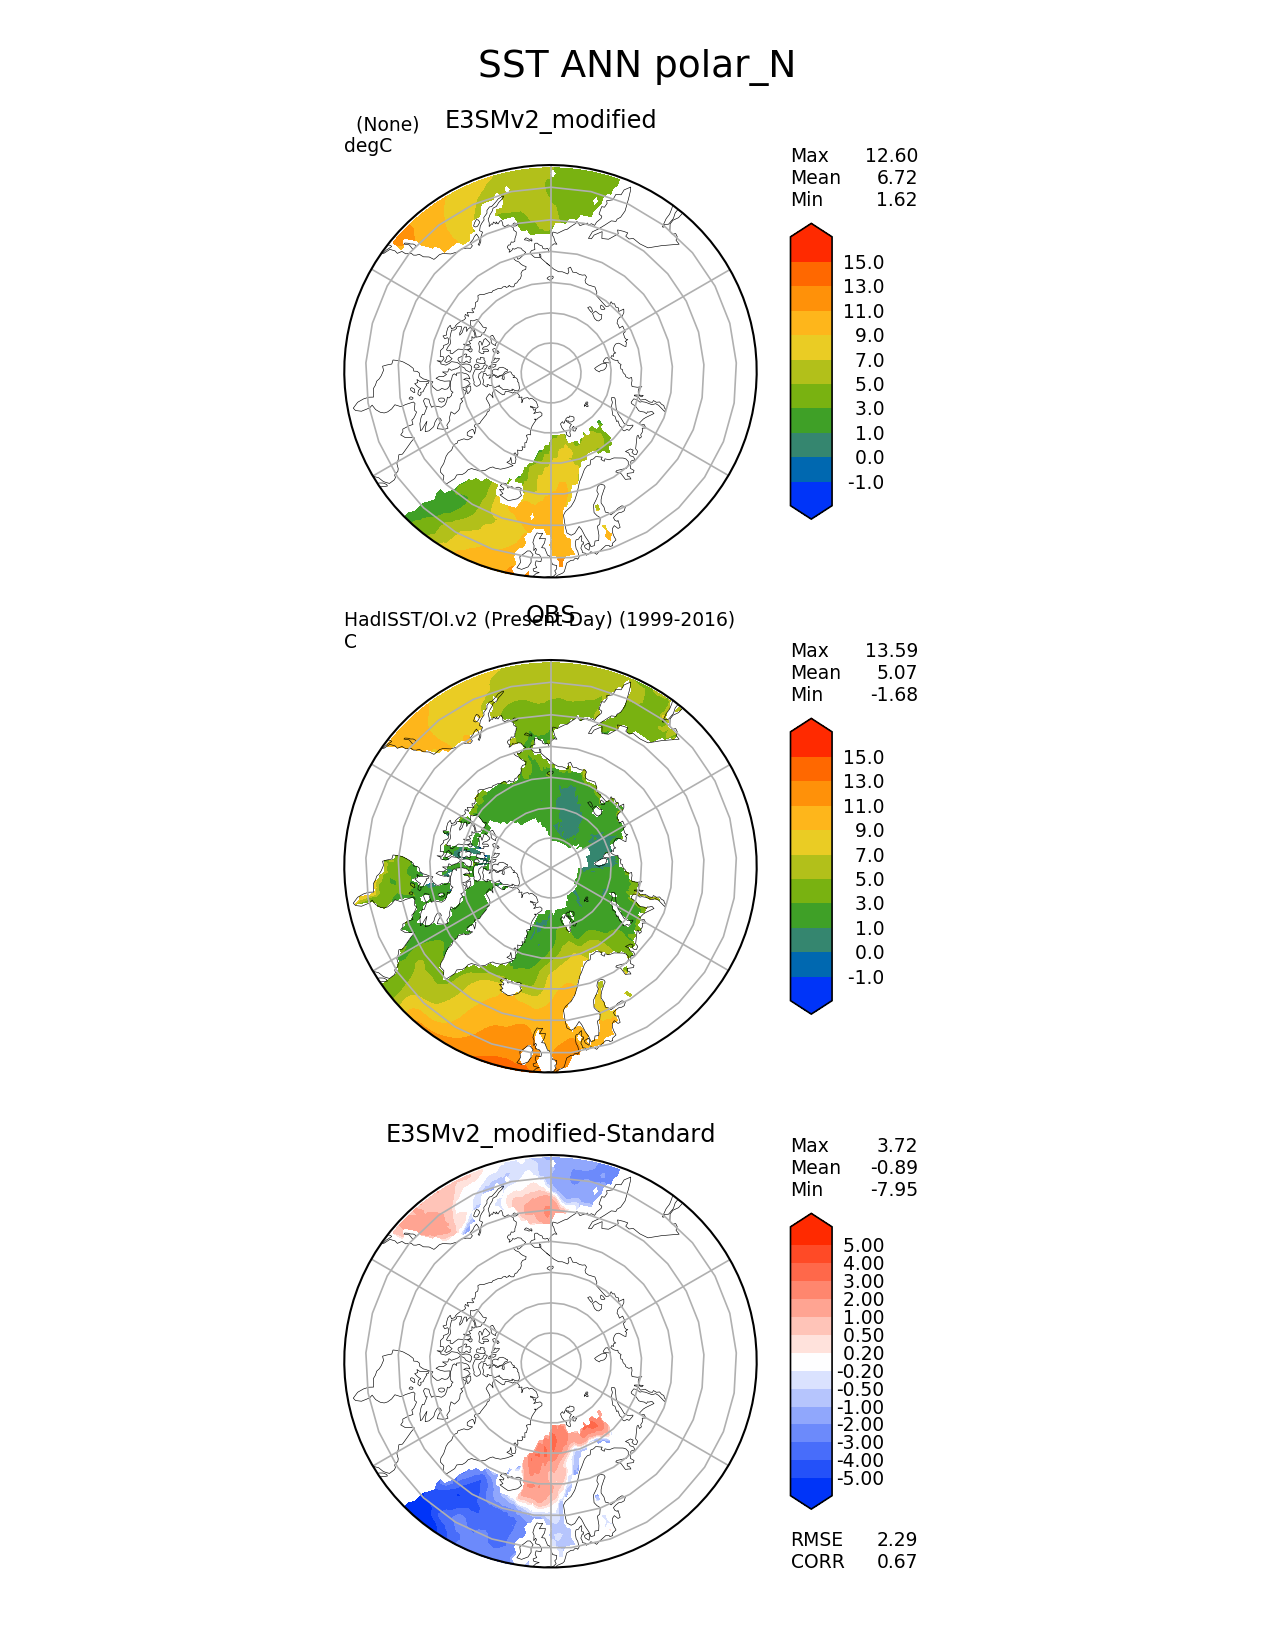 SST ANN polar_N
E3SMv2_modified
(None)
degC
Max 12.60
Mean 6.72
Min 1.62
15.0
13.0
11.0
9.0
7.0
5.0
3.0
1.0
0.0
-1.0
OBS
HadISST/OI.v2 (Present Day) (1999-2016)
C
Max 13.59
Mean 5.07
Min -1.68
15.0
13.0
11.0
9.0
7.0
5.0
3.0
1.0
0.0
-1.0
E3SMv2_modified-Standard
Max 3.72
Mean -0.89
Min -7.95
5.00
4.00
3.00
2.00
1.00
0.50
0.20
-0.20
-0.50
-1.00
-2.00
-3.00
-4.00
-5.00
RMSE 2.29
CORR 0.67